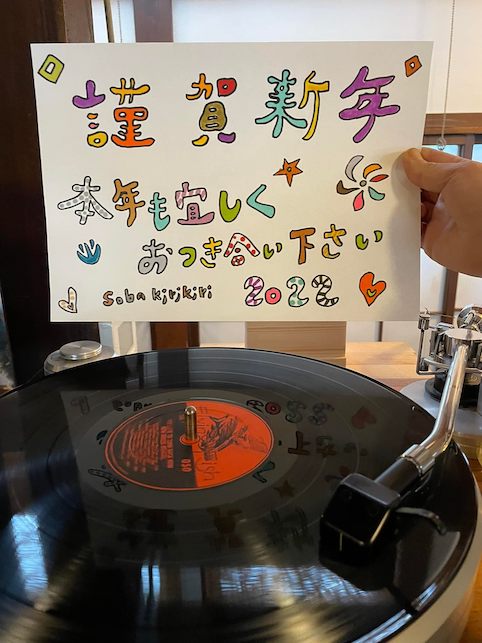 謹賀新年
本年も宜しく
おつき合い下さい
Soba kirikiri 2022